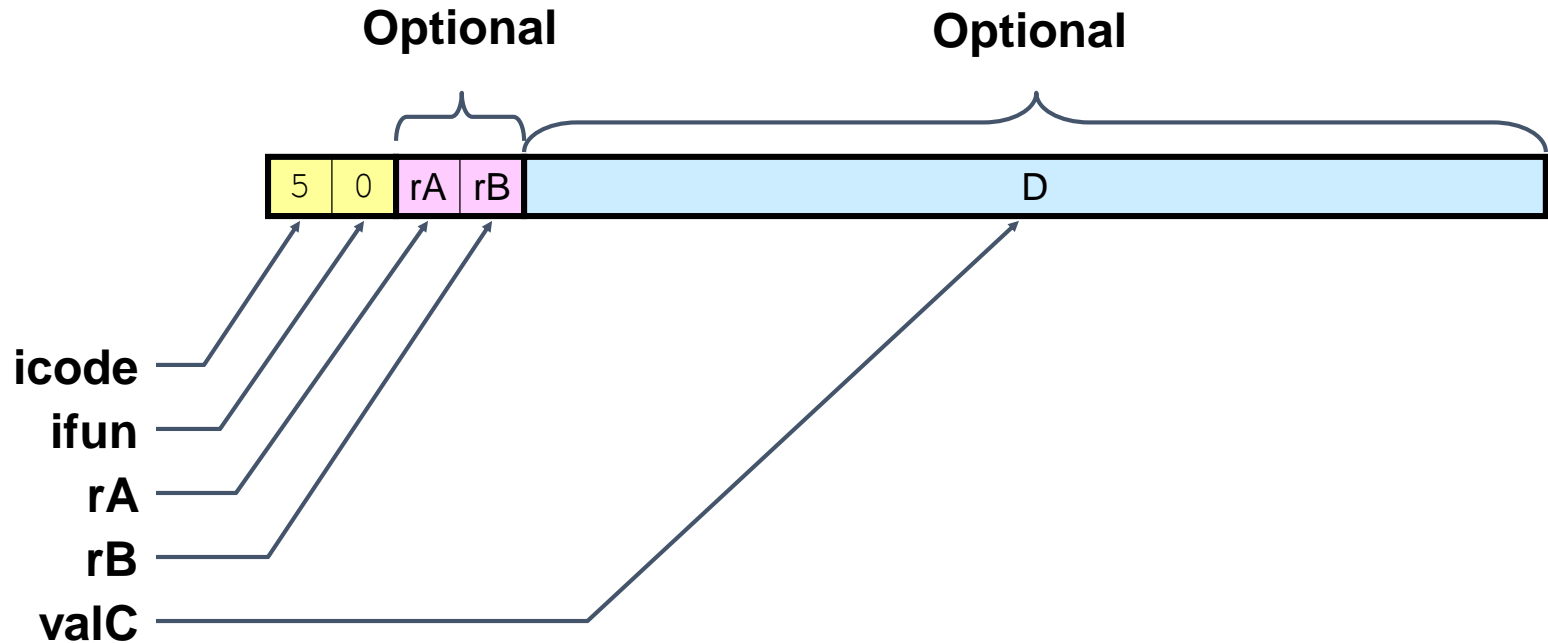 Optional Optional
5 0 rA rB D
icode
ifun
rA
rB
valC